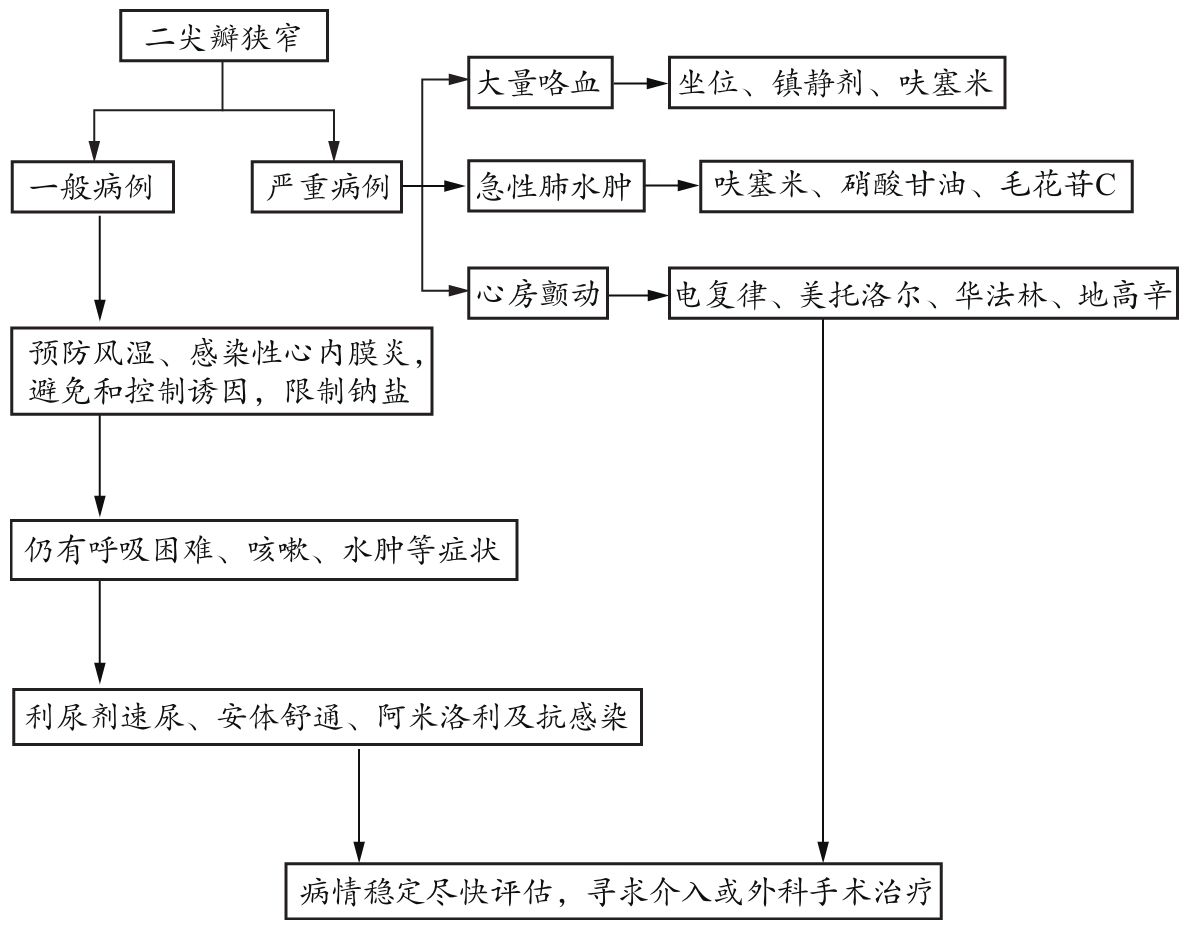 二尖瓣狭窄
一般病例
严重病例
大量咯血
坐位、镇静剂、呋塞米
急性肺水肿
呋塞米、硝酸甘油、毛花苷C
心房颤动
电复律、美托洛尔、华法林、地高辛
预防风湿、感染性心内膜炎，
避免和控制诱因，限制钠盐
仍有呼吸困难、咳嗽、水肿等症状
利尿剂速尿、安体舒通、阿米洛利及抗感染
病情稳定尽快评估，寻求介入或外科手术治疗